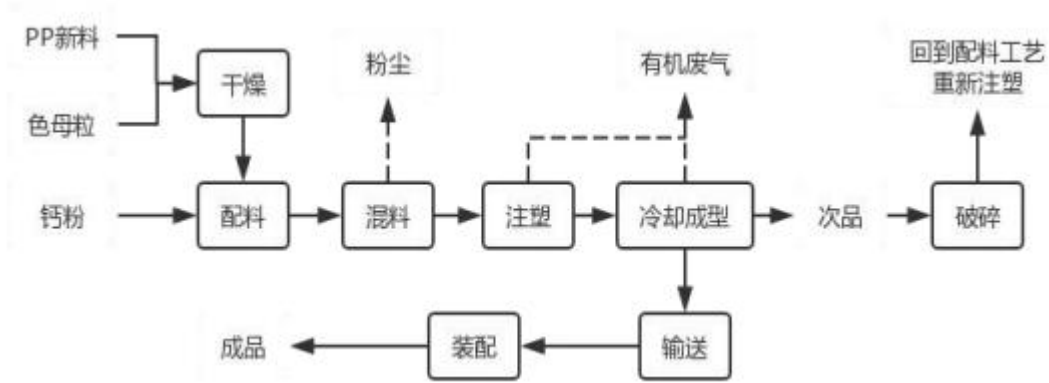 PP新料
色母粒
钙粉
干燥
粉尘
有机废气
回到配料工艺
重新注塑
配料
混料
注塑
冷却成型
次品
破碎
成品
装配
输送